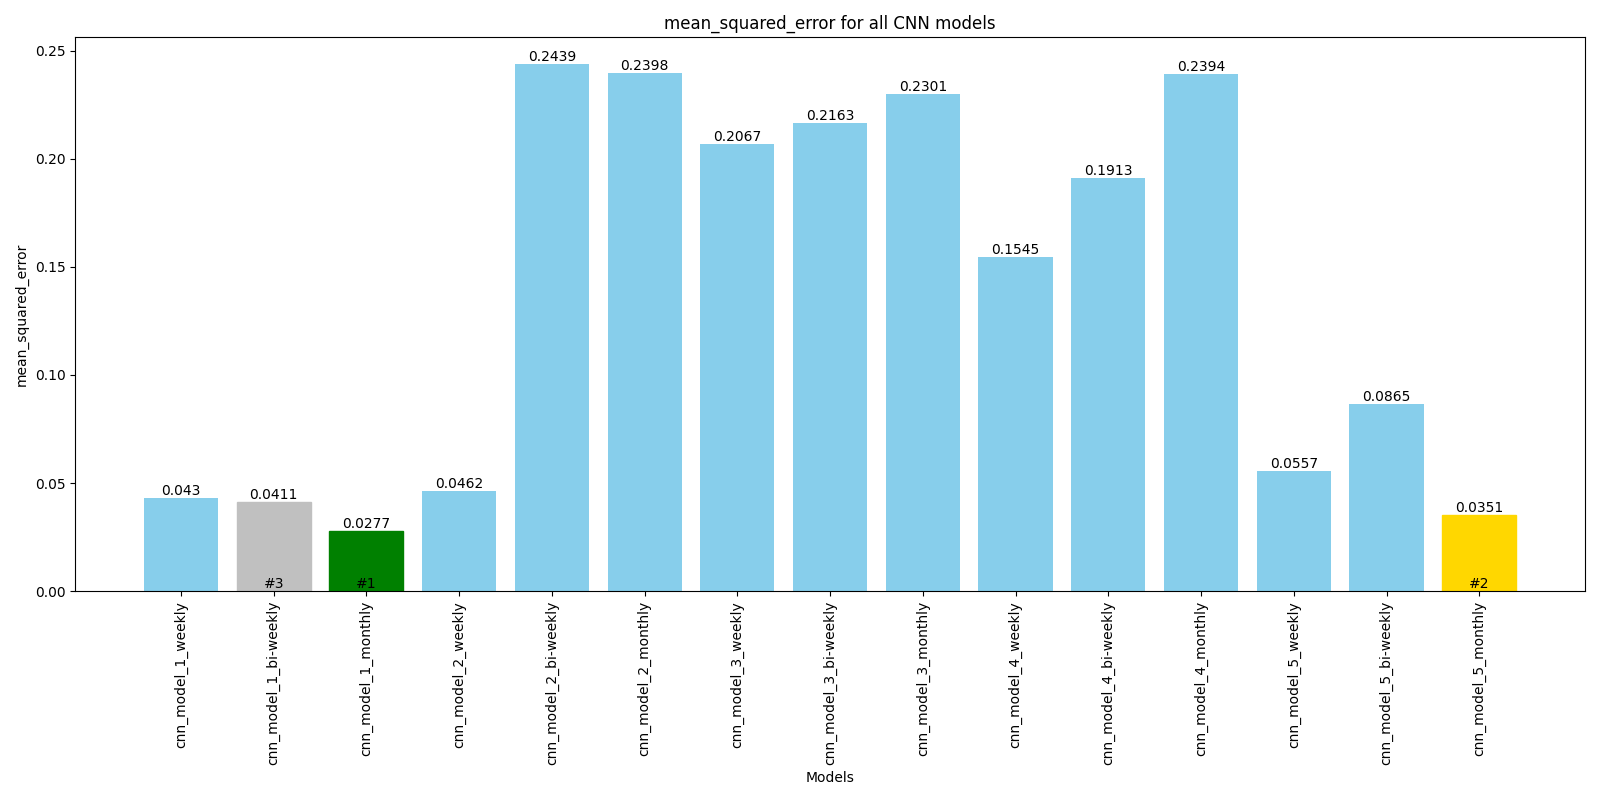 mean_squared_error for all CNN models
mean_squared_error
0.25
0.20
0.15
0.10
0.05
0.00
0.043
0.0411
0.0277
0.0462
0.2439
0.2398
0.2067
0.2163
0.2301
0.1545
0.1913
0.2394
0.0557
0.0865
0.0351
#3
#1
#2
cnn_model_1_weekly
cnn_model_1_bi-weekly
cnn_model_1_monthly
cnn_model_2_weekly
cnn_model_2_bi-weekly
cnn_model_2_monthly
cnn_model_3_weekly
cnn_model_3_bi-weekly
cnn_model_3_monthly
cnn_model_4_weekly
cnn_model_4_bi-weekly
cnn_model_4_monthly
cnn_model_5_weekly
cnn_model_5_bi-weekly
cnn_model_5_monthly
Models